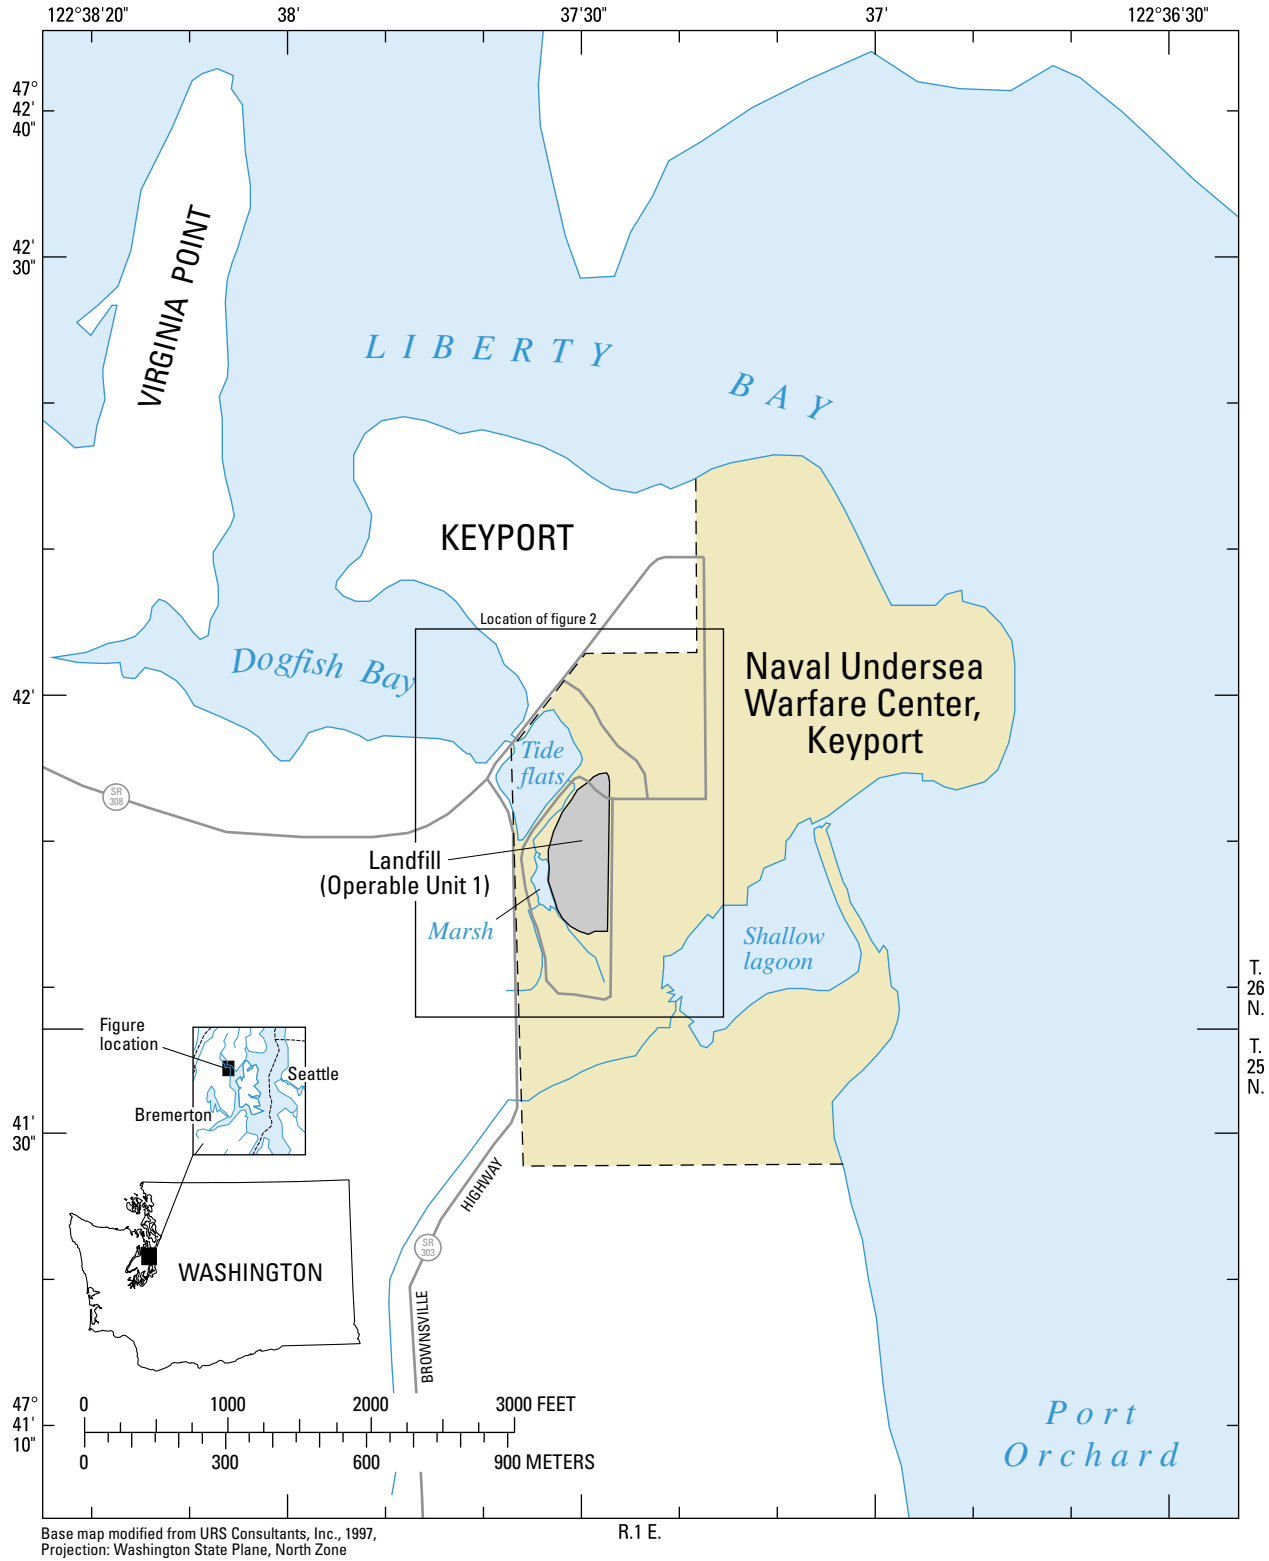 122°38'20"
38'
37'30"
37'
122°36'30"
47°
42'
40"
42'
30"
VIRGINIA POINT
LIBERTY
BAY
KEYPORT
Location of figure 2
Dogfish Bay
Naval Undersea
Warfare Center,
Keyport
42'
Tide
flats
SR
308
Landfill
(Operable Unit 1)
Marsh
Shallow
lagoon
T.
26
N.
T.
25
N.
Figure
location
Seattle
Bremerton
41'
30"
HIGHWAY
SR
303
WASHINGTON
BROWNSVILLE
0 1000 2000 3000 FEET
0 300 600 900 METERS
47°
41'
10"
Port
Orchard
Base map modified from URS Consultants, Inc., 1997,
Projection: Washington State Plane, North Zone
R.1 E.